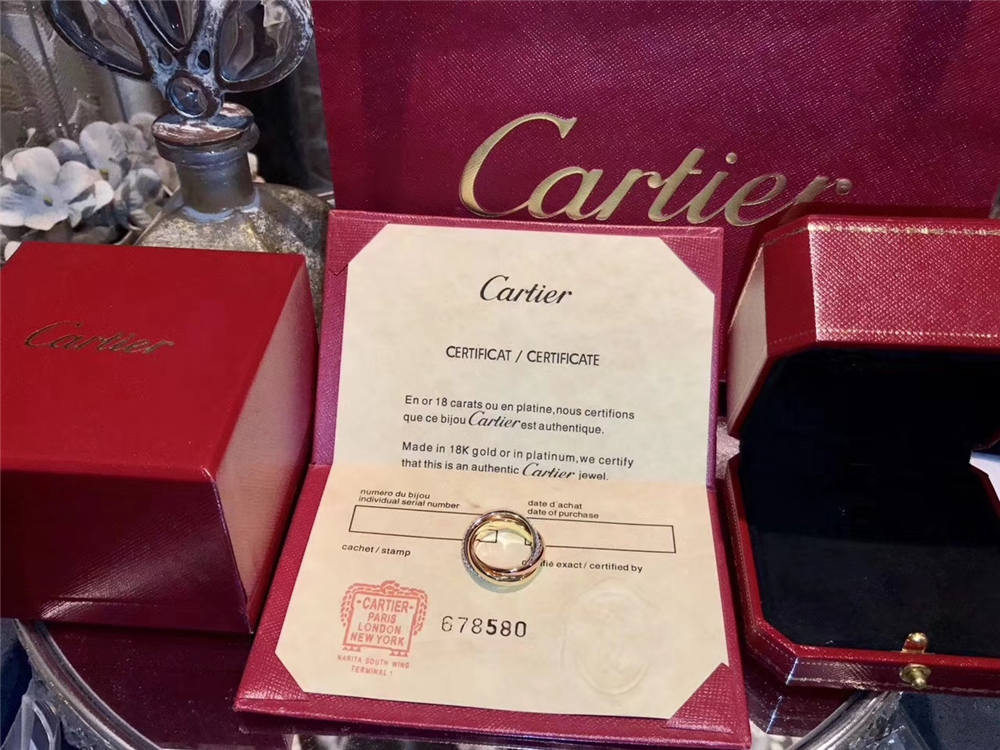 Cartier
Cartier
Cartier
CERTIFICAT / CERTIFICATE
En or 18 carats ou en platine,nous certifions
que ce bijou Cartier est authentique.
Made in 18K gold or in platinum,we certify
that this is an authentic Cartier jewel.
numéro du bijou
individual serial number
date d'achat
date of purchase
cachet / stamp
exact / certified by
-CARTIER-
PARIS
LONDON
NEW YORK
NARITA SOUTH WING
TERMINAL 1
678580